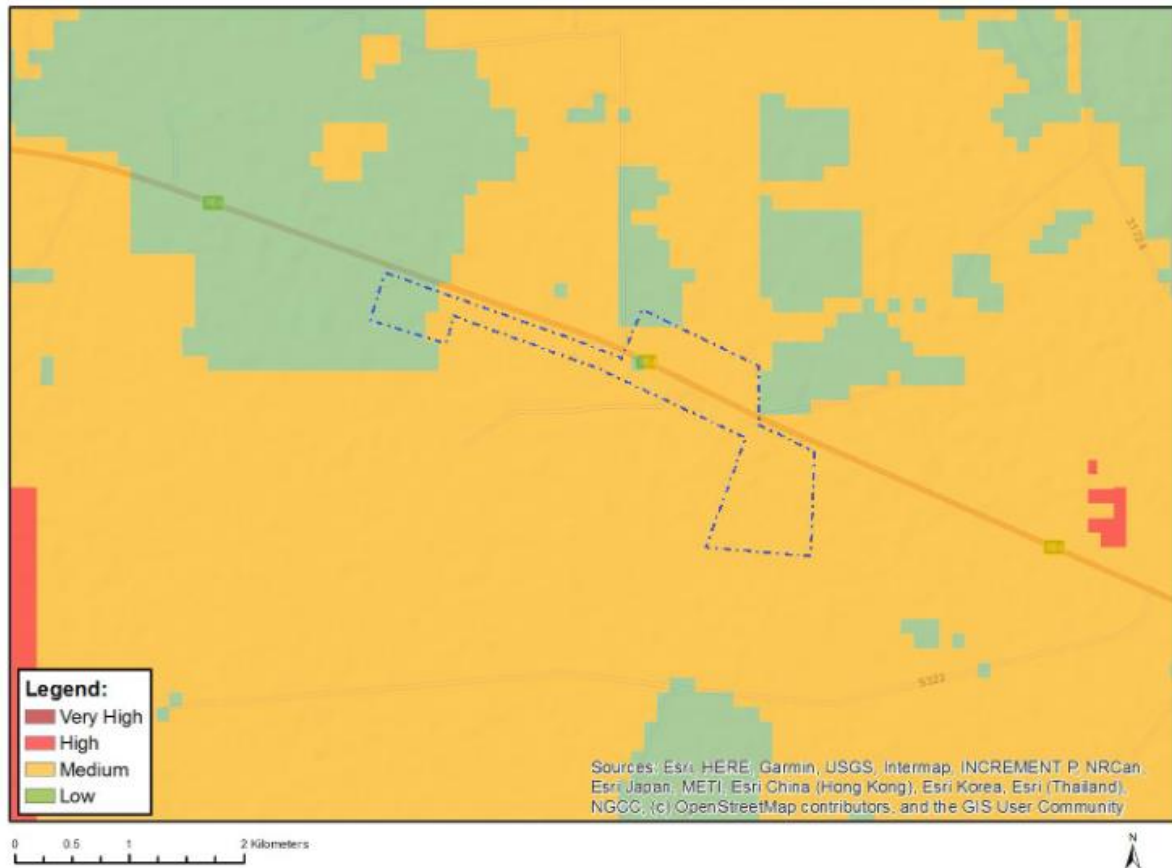 31724
S322
Legend:
Very High
High
Medium
Low
Sources: Esri, HERE, Garmin, USGS, Intermap, INCREMENT P, NRCan,
Esri Japan, METI, Esri China (Hong Kong), Esri Korea, Esri (Thailand),
NGCC, (c) OpenStreetMap contributors, and the GIS User Community
0 0.5 1 2 Kilometers
N